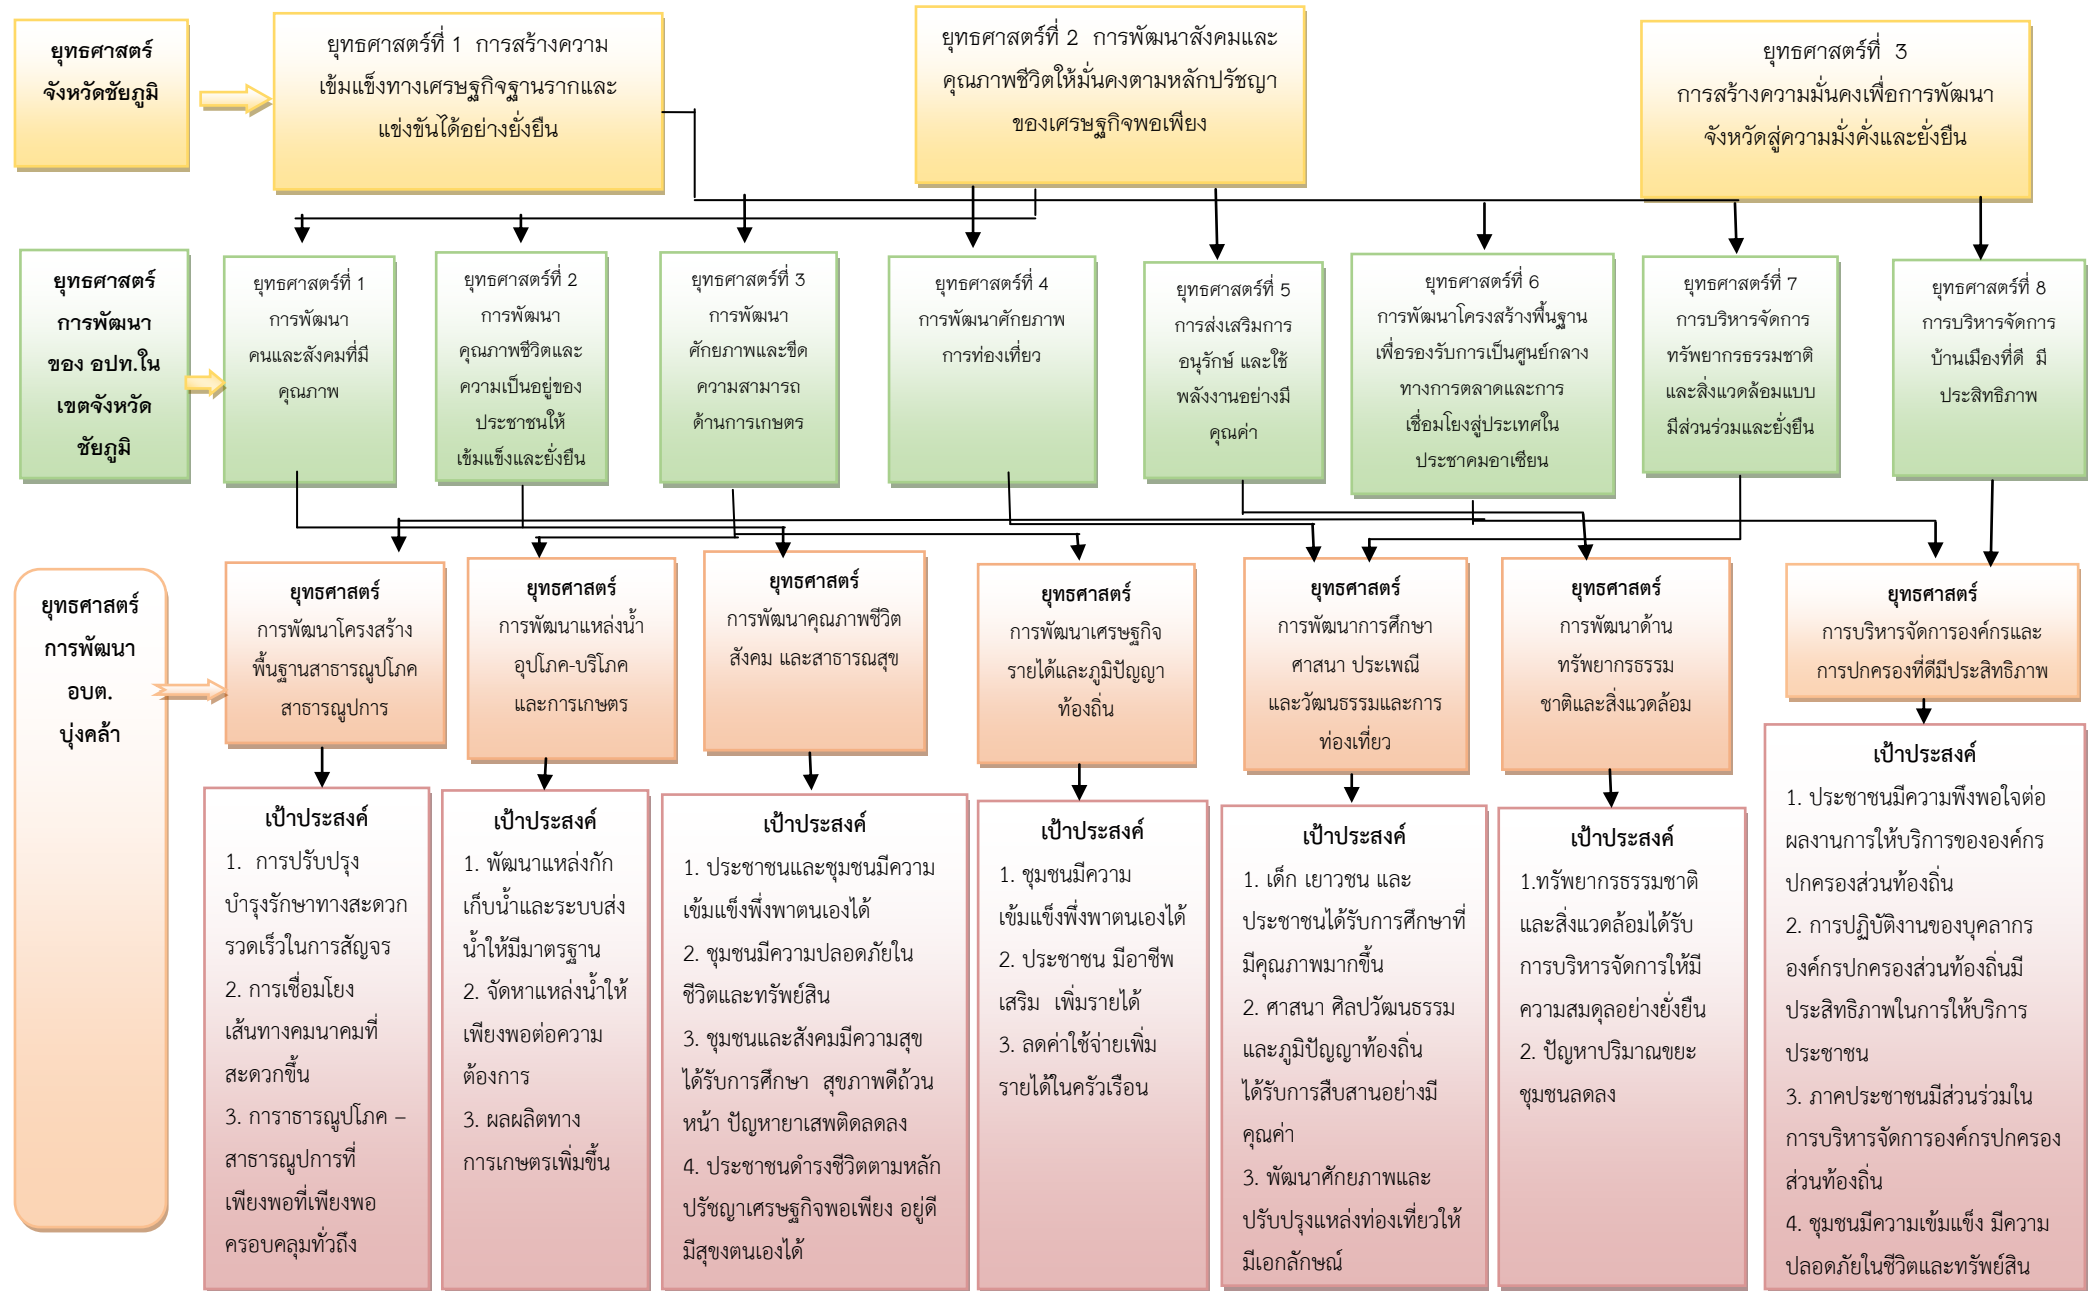 ยุทธศาสตร์
จังหวัดชัยภูมิ
ยุทธศาสตร์ที่ 1 การสร้างความ
เข้มแข็งทางเศรษฐกิจฐานรากและ
แข่งขันได้อย่างยั่งยืน
ยุทธศาสตร์ที่ 2 การพัฒนาสังคมและ
คุณภาพชีวิตให้มั่นคงตามหลักปรัชญา
ของเศรษฐกิจพอเพียง
ยุทธศาสตร์ที่ 3
การสร้างความมั่นคงเพื่อการพัฒนา
จังหวัดสู่ความมั่งคั่งและยั่งยืน
ยุทธศาสตร์
การพัฒนา
ของ อปท.ใน
เขตจังหวัด
ชัยภูมิ
ยุทธศาสตร์ที่ 1
การพัฒนา
คนและสังคมที่มี
คุณภาพ
ยุทธศาสตร์ที่ 2
การพัฒนา
คุณภาพชีวิตและ
ความเป็นอยู่ของ
ประชาชนให้
เข้มแข็งและยั่งยืน
ยุทธศาสตร์ที่ 3
การพัฒนา
ศักยภาพและขีด
ความสามารถ
ด้านการเกษตร
ยุทธศาสตร์ที่ 4
การพัฒนาศักยภาพ
การท่องเที่ยว
ยุทธศาสตร์ที่ 5
การส่งเสริมการ
อนุรักษ์ และใช้
พลังงานอย่างมี
คุณค่า
ยุทธศาสตร์ที่ 6
การพัฒนาโครงสร้างพื้นฐาน
เพื่อรองรับการเป็นศูนย์กลาง
ทางการตลาดและการ
เชื่อมโยงสู่ประเทศใน
ประชาคมอาเซียน
ยุทธศาสตร์ที่ 7
การบริหารจัดการ
ทรัพยากรธรรมชาติ
และสิ่งแวดล้อมแบบ
มีส่วนร่วมและยั่งยืน
ยุทธศาสตร์ที่ 8
การบริหารจัดการ
บ้านเมืองที่ดี มี
ประสิทธิภาพ
ยุทธศาสตร์
การพัฒนา
อบต.
บุ่งคล้า
ยุทธศาสตร์
การพัฒนาโครงสร้าง
พื้นฐานสาธารณูปโภค
สาธารณูปการ
ยุทธศาสตร์
การพัฒนาแหล่งน้ำ
อุปโภค-บริโภค
และการเกษตร
ยุทธศาสตร์
การพัฒนาคุณภาพชีวิต
สังคม และสาธารณสุข
ยุทธศาสตร์
การพัฒนาเศรษฐกิจ
รายได้และภูมิปัญญา
ท้องถิ่น
ยุทธศาสตร์
การพัฒนาการศึกษา
ศาสนา ประเพณี
และวัฒนธรรมและการ
ท่องเที่ยว
ยุทธศาสตร์
การพัฒนาด้าน
ทรัพยากรธรรม
ชาติและสิ่งแวดล้อม
ยุทธศาสตร์
การบริหารจัดการองค์กรและ
การปกครองที่ดีมีประสิทธิภาพ
เป้าประสงค์
1. การปรับปรุง
บำรุงรักษาทางสะดวก
รวดเร็วในการสัญจร
2. การเชื่อมโยง
เส้นทางคมนาคมที่
สะดวกขึ้น
3. การาธารณูปโภค –
สาธารณูปการที่
เพียงพอที่เพียงพอ
ครอบคลุมทั่วถึง
เป้าประสงค์
1. พัฒนาแหล่งกัก
เก็บน้ำและระบบส่ง
น้ำให้มีมาตรฐาน
2. จัดหาแหล่งน้ำให้
เพียงพอต่อความ
ต้องการ
3. ผลผลิตทาง
การเกษตรเพิ่มขึ้น
เป้าประสงค์
1. ประชาชนและชุมชนมีความ
เข้มแข็งพึ่งพาตนเองได้
2. ชุมชนมีความปลอดภัยใน
ชีวิตและทรัพย์สิน
3. ชุมชนและสังคมมีความสุข
ได้รับการศึกษา สุขภาพดีถ้วน
หน้า ปัญหายาเสพติดลดลง
4. ประชาชนดำรงชีวิตตามหลัก
ปรัชญาเศรษฐกิจพอเพียง อยู่ดี
มีสุขงตนเองได้
เป้าประสงค์
1. ชุมชนมีความ
เข้มแข็งพึ่งพาตนเองได้
2. ประชาชน มีอาชีพ
เสริม เพิ่มรายได้
3. ลดค่าใช้จ่ายเพิ่ม
รายได้ในครัวเรือน
เป้าประสงค์
1. เด็ก เยาวชน และ
ประชาชนได้รับการศึกษาที่
มีคุณภาพมากขึ้น
2. ศาสนา ศิลปวัฒนธรรม
และภูมิปัญญาท้องถิ่น
ได้รับการสืบสานอย่างมี
คุณค่า
3. พัฒนาศักยภาพและ
ปรับปรุงแหล่งท่องเที่ยวให้
มีเอกลักษณ์
เป้าประสงค์
1.ทรัพยากรธรรมชาติ
และสิ่งแวดล้อมได้รับ
การบริหารจัดการให้มี
ความสมดุลอย่างยั่งยืน
2. ปัญหาปริมาณขยะ
ชุมชนลดลง
เป้าประสงค์
1. ประชาชนมีความพึงพอใจต่อ
ผลงานการให้บริการขององค์กร
ปกครองส่วนท้องถิ่น
2. การปฏิบัติงานของบุคลากร
องค์กรปกครองส่วนท้องถิ่นมี
ประสิทธิภาพในการให้บริการ
ประชาชน
3. ภาคประชาชนมีส่วนร่วมใน
การบริหารจัดการองค์กรปกครอง
ส่วนท้องถิ่น
4. ชุมชนมีความเข้มแข็ง มีความ
ปลอดภัยในชีวิตและทรัพย์สิน